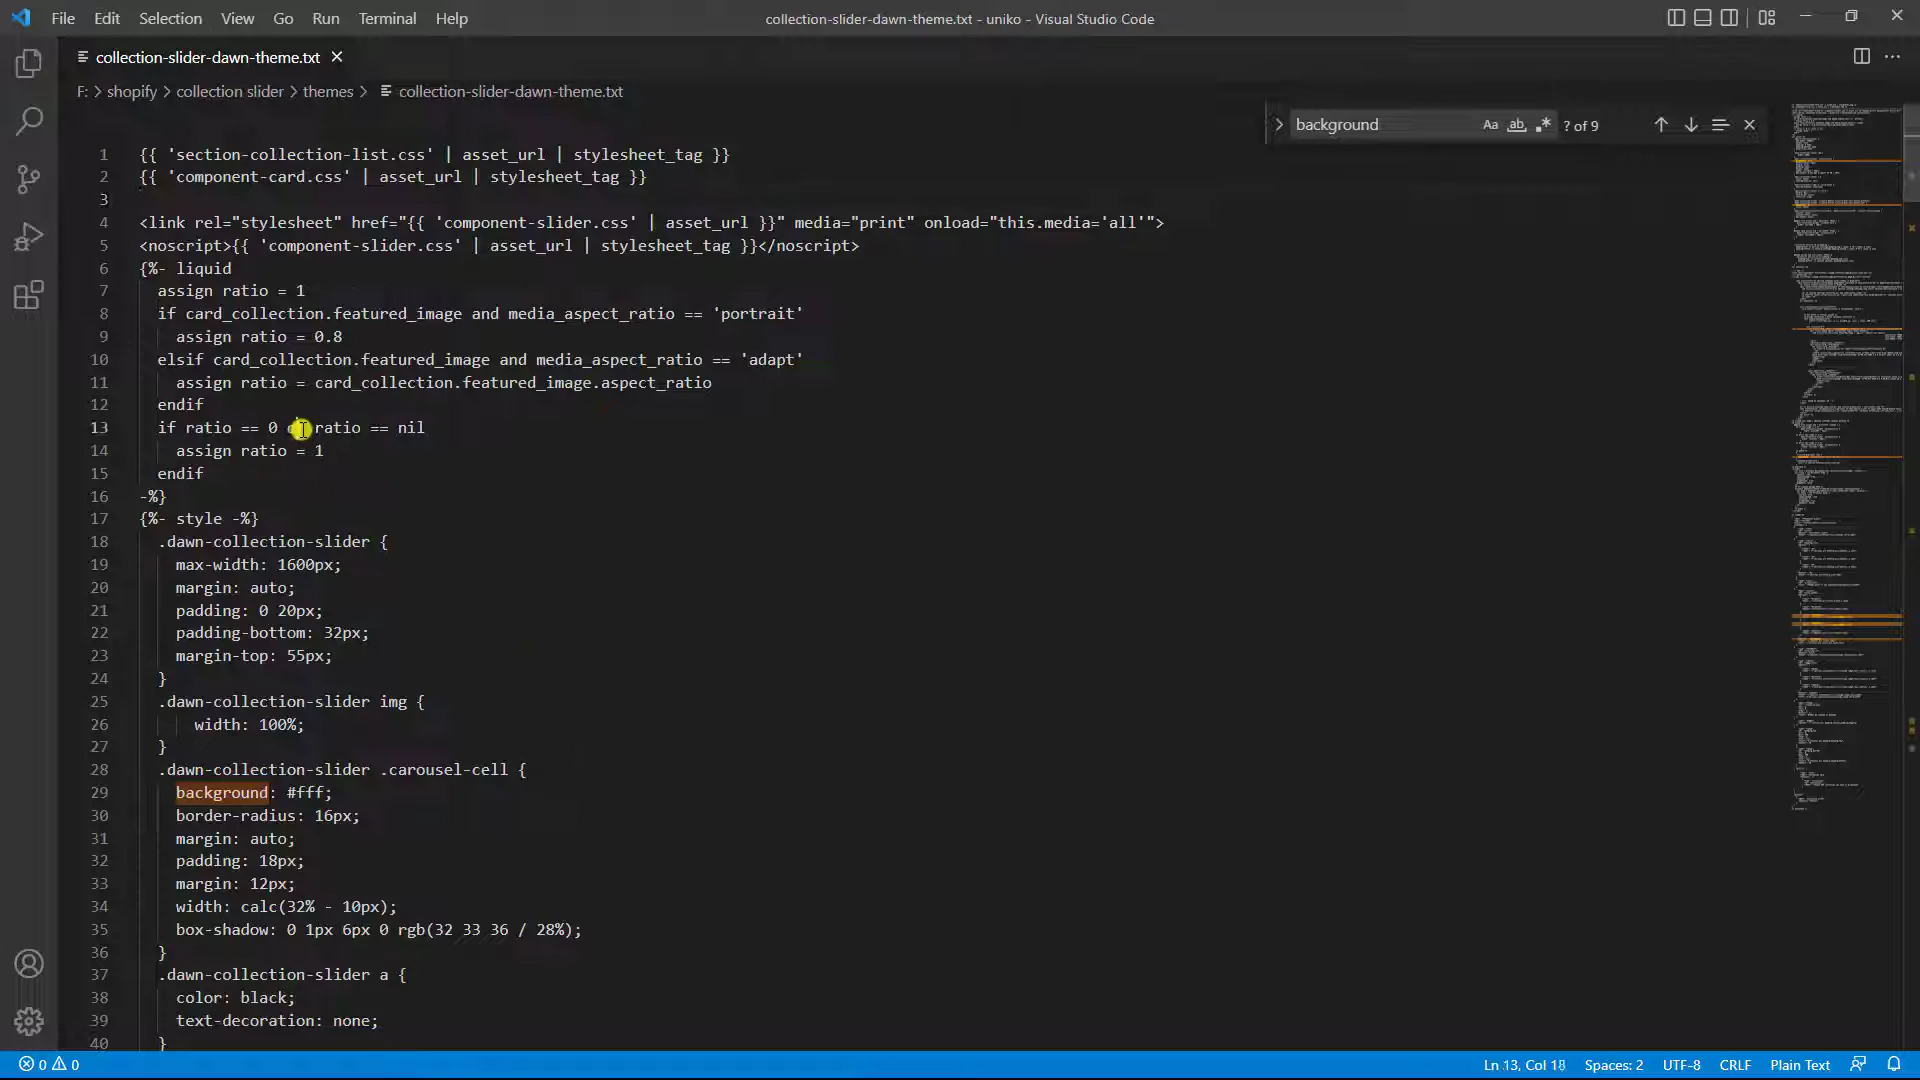 File Edit Selection View Go Run Terminal Help
collection-slider-dawn-theme.txt - uniko - Visual Studio Code
collection-slider-dawn-theme.txt
F: > shopify > collection slider > themes > collection-slider-dawn-theme.txt
background
Aa ab
? of 9
1 {{ 'section-collection-list.css' | asset_url | stylesheet_tag }}
2 {{ 'component-card.css' | asset_url | stylesheet_tag }}
3
4 <link rel="stylesheet" href="{{ 'component-slider.css' | asset_url }}" media="print" onload="this.media='all'">
5 <noscript>{{ 'component-slider.css' | asset_url | stylesheet_tag }}</noscript>
6 {%- liquid
7 assign ratio = 1
8 if card_collection.featured_image and media_aspect_ratio == 'portrait'
9 assign ratio = 0.8
10 elsif card_collection.featured_image and media_aspect_ratio == 'adapt'
11 assign ratio = card_collection.featured_image.aspect_ratio
12 endif
13 if ratio == 0 ratio == nil
14 assign ratio = 1
15 endif
16 -%}
17 {%- style -%}
18 .dawn-collection-slider {
19 max-width: 1600px;
20 margin: auto;
21 padding: 0 20px;
22 padding-bottom: 32px;
23 margin-top: 55px;
24 }
25 .dawn-collection-slider img {
26 width: 100%;
27 }
28 .dawn-collection-slider .carousel-cell {
29 background: #fff;
30 border-radius: 16px;
31 margin: auto;
32 padding: 18px;
33 margin: 12px;
34 width: calc(32% - 10px);
35 box-shadow: 0 1px 6px 0 rgb(32 33 36 / 28%);
36 }
37 .dawn-collection-slider a {
38 color: black;
39 text-decoration: none;
40 }
0 0
Ln 13, Col 18 Spaces: 2 UTF-8 CRLF Plain Text